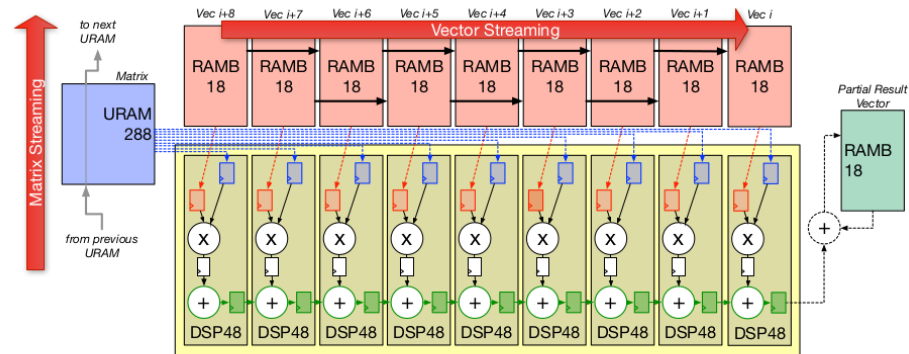 Vec i+8 Vec i+7 Vec i+6 Vec i+5 Vec i+4 Vec i+3 Vec i+2 Vec i+1 Vec i
Vector Streaming
to next
URAM
Matrix
Matrix Streaming
URAM
288
from previous
URAM
RAMB RAMB RAMB RAMB RAMB RAMB RAMB RAMB RAMB
18 18 18 18 18 18 18 18 18
Partial Result
Vector
RAMB
18
X X X X X X X X X
+
+ + + + + + + + +
DSP48 DSP48 DSP48 DSP48 DSP48 DSP48 DSP48 DSP48 DSP48